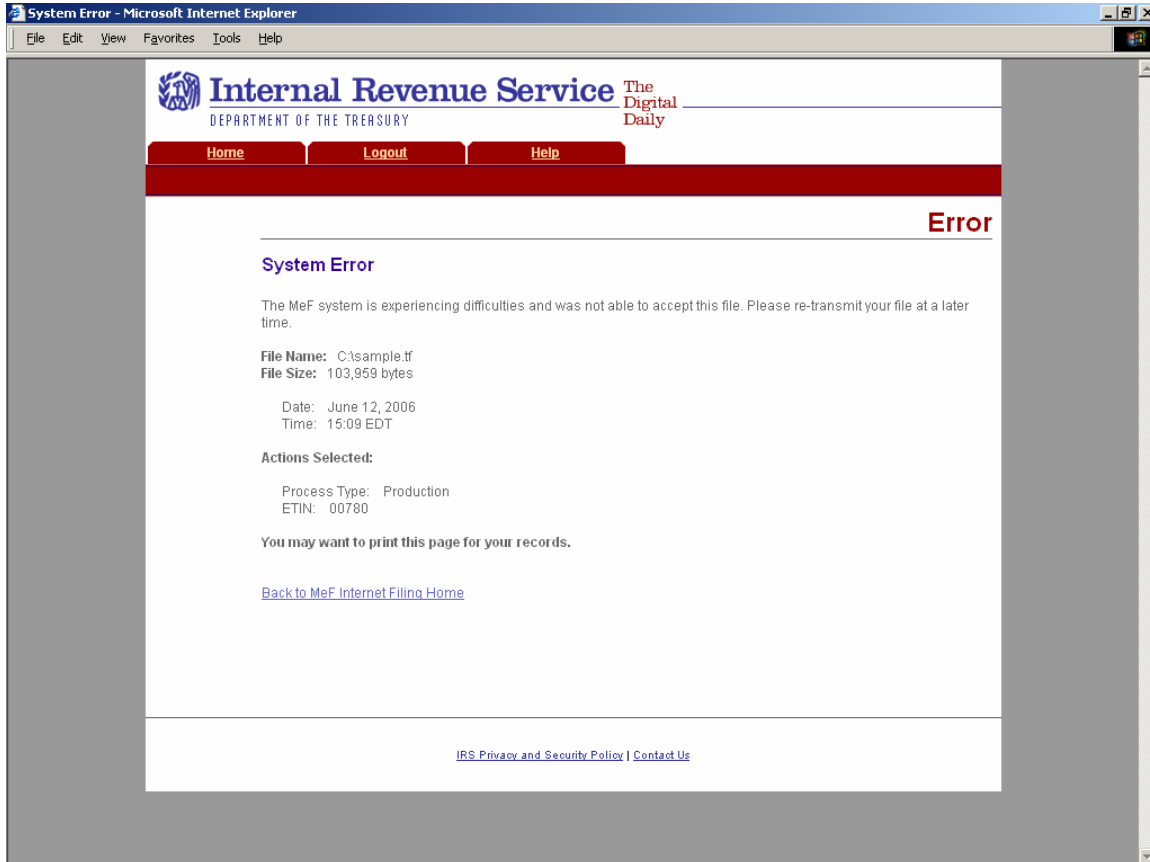 System Error - Microsoft Internet Explorer
File Edit View Favorites Tools Help
Internal Revenue Service
DEPARTMENT OF THE TREASURY
The
Digital
Daily
Home Logout Help
Error
System Error
The MeF system is experiencing difficulties and was not able to accept this file. Please re-transmit your file at a later
time.
File Name: C:\sample.tf
File Size: 103,959 bytes
Date: June 12, 2006
Time: 15:09 EDT
Actions Selected:
Process Type: Production
ETIN: 00780
You may want to print this page for your records.
Back to MeF Internet Filing Home
IRS Privacy and Security Policy | Contact Us